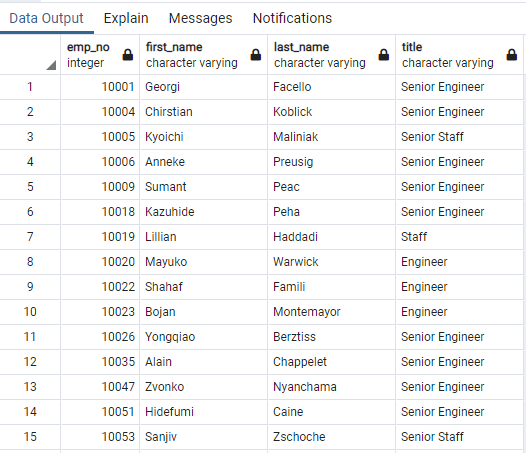 Data Output Explain Messages Notifications
emp_no first_name last_name title
integer character varying character varying character varying
1 10001 Georgi Facello Senior Engineer
2 10004 Chirstian Koblick Senior Engineer
3 10005 Kyoichi Maliniak Senior Staff
4 10006 Anneke Preusig Senior Engineer
5 10009 Sumant Peac Senior Engineer
6 10018 Kazuhide Peha Senior Engineer
7 10019 Lillian Haddadi Staff
8 10020 Mayuko Warwick Engineer
9 10022 Shahaf Famili Engineer
10 10023 Bojan Montemayor Engineer
11 10026 Yongqiao Berztiss Senior Engineer
12 10035 Alain Chappelet Senior Engineer
13 10047 Zvonko Nyanchama Senior Engineer
14 10051 Hidefumi Caine Senior Engineer
15 10053 Sanjiv Zschoche Senior Staff